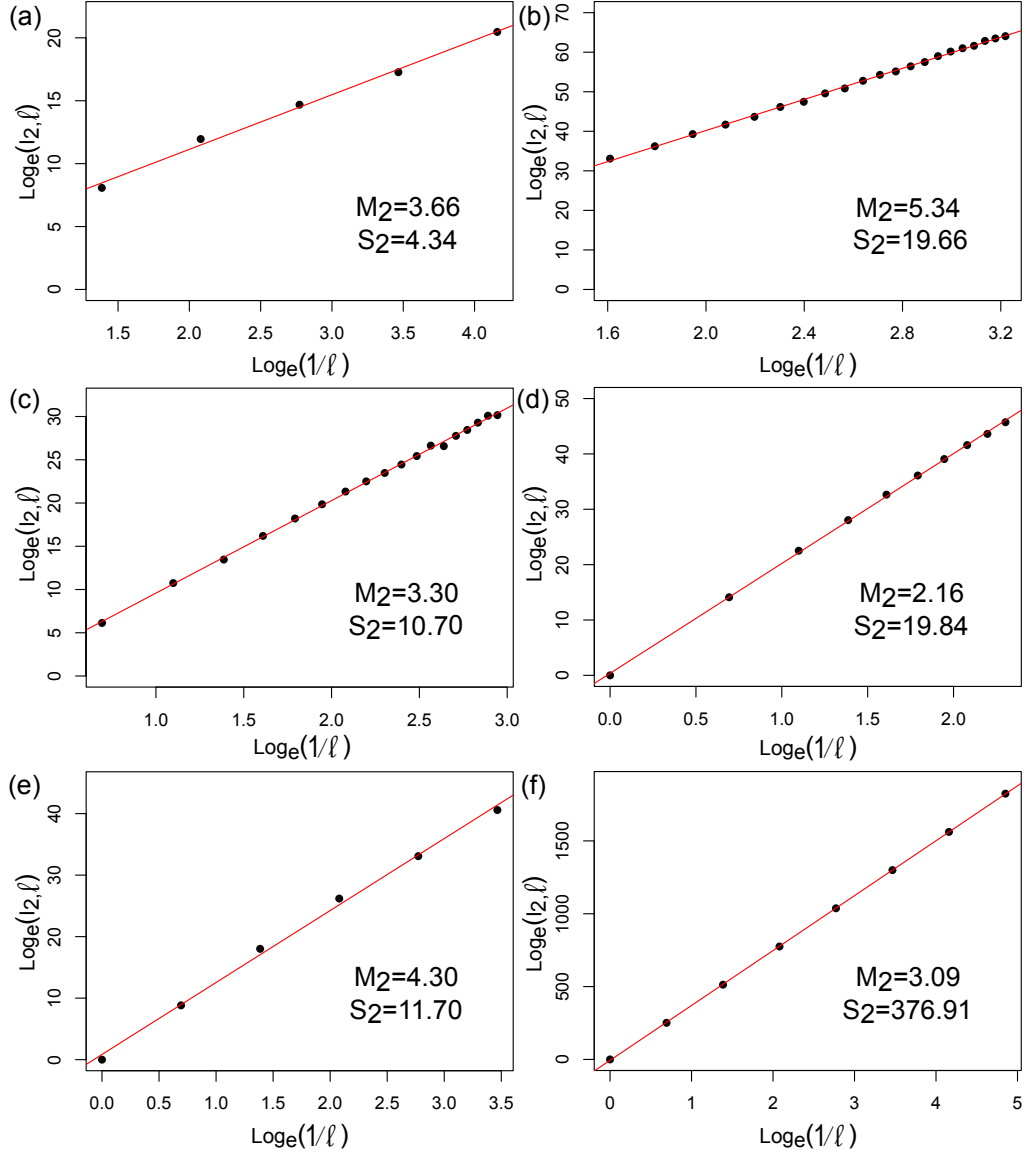 (a)
Loge(I2,ℓ)
0 5 10 15 20
M2=3.66
S2=4.34
1.5 2.0 2.5 3.0 3.5 4.0
Loge(1/ℓ)
(b)
Loge(I2,ℓ)
0 10 20 30 40 50 60 70
M2=5.34
S2=19.66
1.6 2.0 2.4 2.8 3.2
Loge(1/ℓ)
(c)
Loge(I2,ℓ)
0 5 10 15 20 25 30
M2=3.30
S2=10.70
1.0 1.5 2.0 2.5 3.0
Loge(1/ℓ)
(d)
Loge(I2,ℓ)
0 10 20 30 40 50
M2=2.16
S2=19.84
0.0 0.5 1.0 1.5 2.0
Loge(1/ℓ)
(e)
Loge(I2,ℓ)
0 10 20 30 40
M2=4.30
S2=11.70
0.0 0.5 1.0 1.5 2.0 2.5 3.0 3.5
Loge(1/ℓ)
(f)
Loge(I2,ℓ)
0 500 1000 1500
M2=3.09
S2=376.91
0 1 2 3 4 5
Loge(1/ℓ)